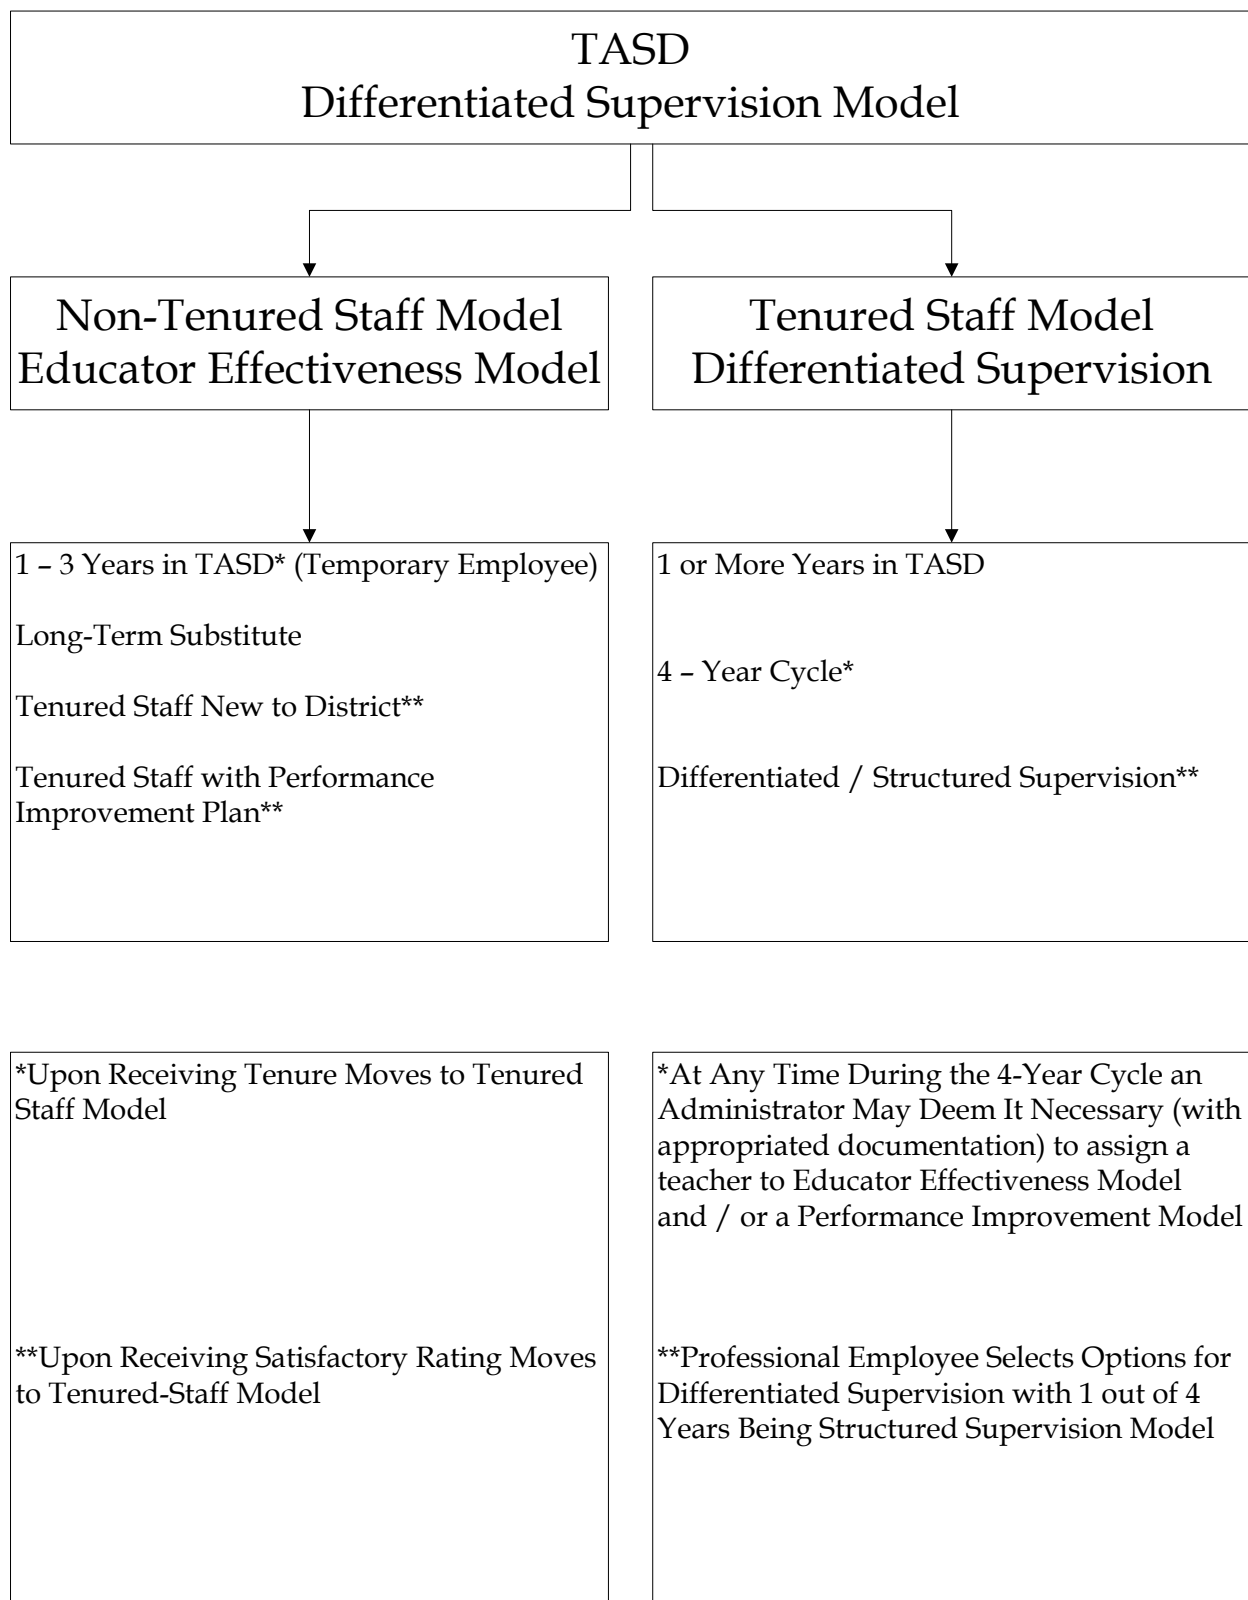 TASD
Differentiated Supervision Model
Non-Tenured Staff Model
Educator Effectiveness Model
Tenured Staff Model
Differentiated Supervision
1 – 3 Years in TASD* (Temporary Employee)
Long-Term Substitute
Tenured Staff New to District**
Tenured Staff with Performance
Improvement Plan**
1 or More Years in TASD
4 – Year Cycle*
Differentiated / Structured Supervision**
*Upon Receiving Tenure Moves to Tenured
Staff Model
**Upon Receiving Satisfactory Rating Moves
to Tenured-Staff Model
*At Any Time During the 4-Year Cycle an
Administrator May Deem It Necessary (with
appropriated documentation) to assign a
teacher to Educator Effectiveness Model
and / or a Performance Improvement Model
**Professional Employee Selects Options for
Differentiated Supervision with 1 out of 4
Years Being Structured Supervision Model